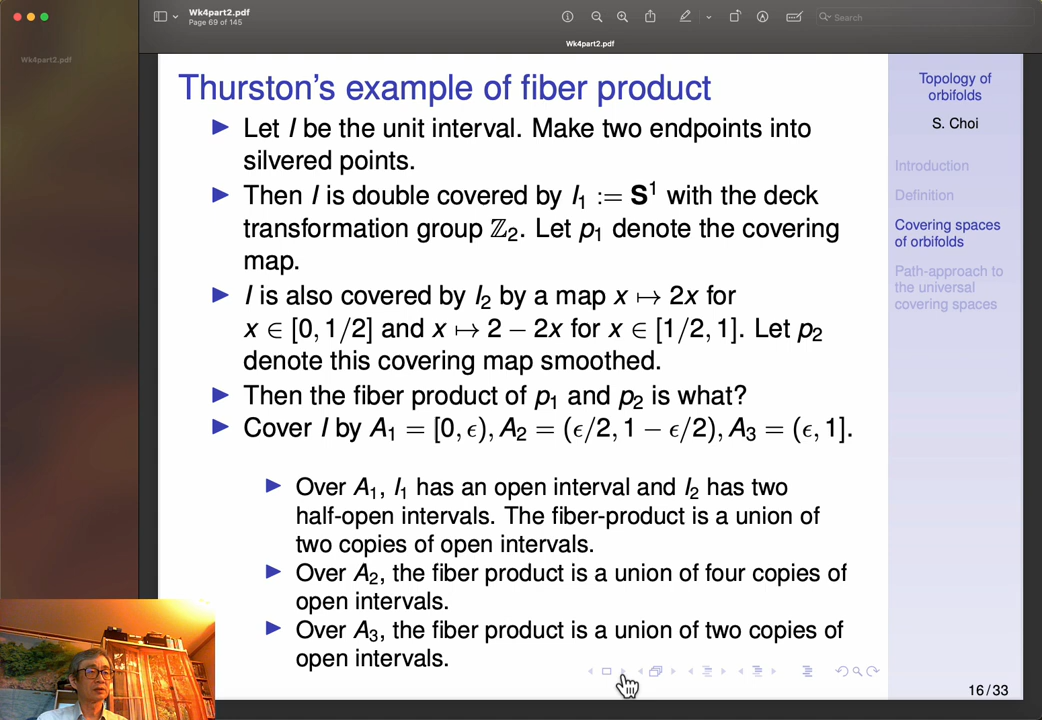 Wk4part2.pdf
Page 69 of 145
Search
Wk4part2.pdf
Wk4part2.pdf
Thurston's example of fiber product
▶ Let I be the unit interval. Make two endpoints into
silvered points.
▶ Then I is double covered by I₁ := S¹ with the deck
transformation group ℤ₂. Let p₁ denote the covering
map.
▶ I is also covered by I₂ by a map x ↦ 2x for
x ∈ [0, 1/2] and x ↦ 2 − 2x for x ∈ [1/2, 1]. Let p₂
denote this covering map smoothed.
▶ Then the fiber product of p₁ and p₂ is what?
▶ Cover I by A₁ = [0, ϵ), A₂ = (ϵ/2, 1 − ϵ/2), A₃ = (ϵ, 1].
▶ Over A₁, I₁ has an open interval and I₂ has two
half-open intervals. The fiber-product is a union of
two copies of open intervals.
▶ Over A₂, the fiber product is a union of four copies of
open intervals.
▶ Over A₃, the fiber product is a union of two copies of
open intervals.
Topology of
orbifolds
S. Choi
Introduction
Definition
Covering spaces
of orbifolds
Path-approach to
the universal
covering spaces
16/33